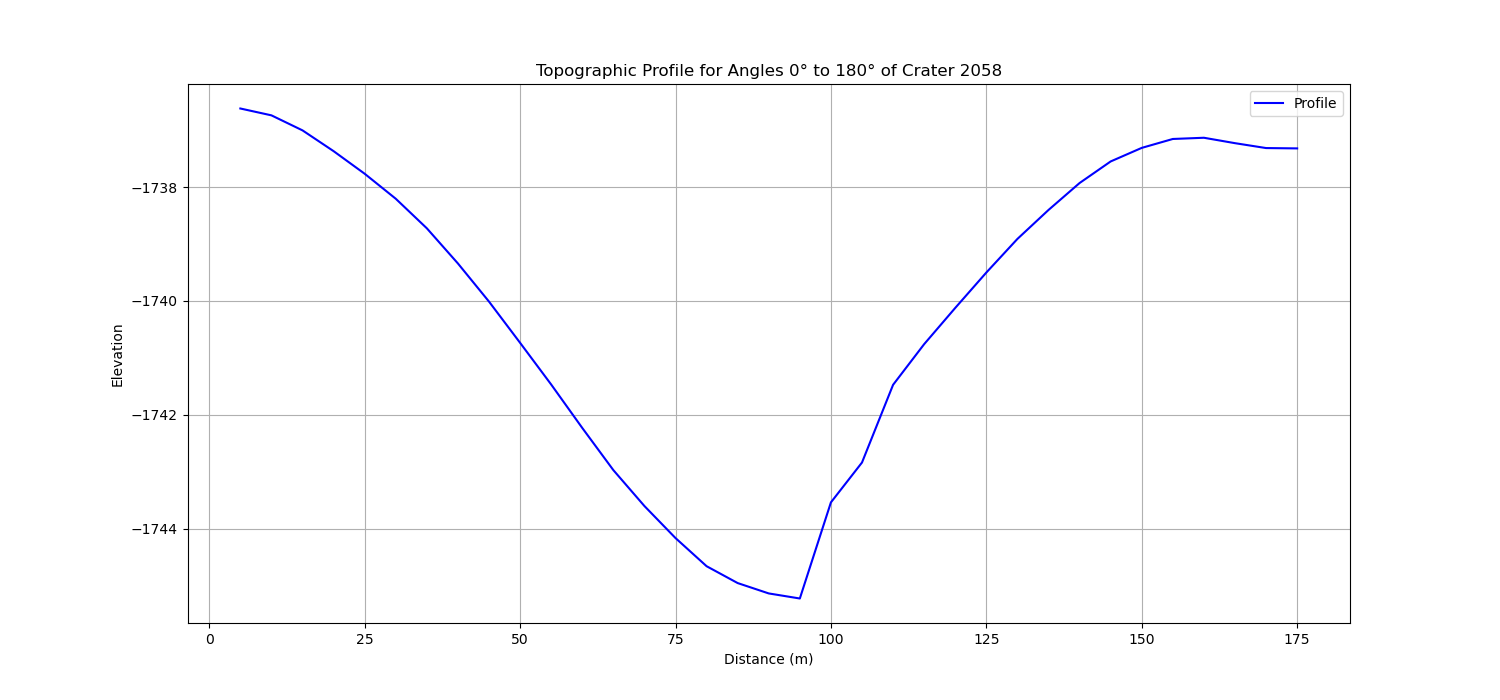 Topographic Profile for Angles 0° to 180° of Crater 2058
Profile
−1738
−1740
−1742
−1744
Elevation
0 25 50 75 100 125 150 175
Distance (m)